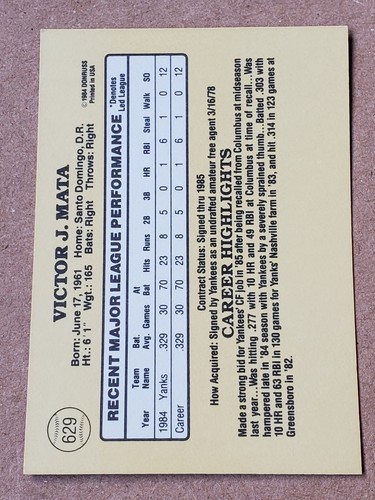 629
VICTOR J. MATA
Born: June 17, 1961 Home: Santo Domingo, D.R.
Ht.: 6' 1" Wgt.: 165 Bats: Right Throws: Right
© 1984 DONRUSS
Printed in USA
RECENT MAJOR LEAGUE PERFORMANCE *Denotes Led League
Year Team Name Bat. Avg. Games At Bat Hits Runs 2B 3B HR RBI Steal Walk SO
1984 Yanks .329 30 70 23 8 5 0 1 6 1 0 12
Career .329 30 70 23 8 5 0 1 6 1 0 12
Contract Status: Signed thru 1985
How Acquired: Signed by Yankees as an undrafted amateur free agent 3/16/78
CAREER HIGHLIGHTS
Made a strong bid for Yankees' CF job in '85 after being recalled from Columbus at midseason
last year...Was hitting .277 with 10 HR and 49 RBI at Columbus at time of recall...Was
hampered late in '84 season with Yankees by a severely sprained thumb...Batted .303 with
10 HR and 63 RBI in 130 games for Yanks' Nashville farm in '83, and hit .314 in 123 games at
Greensboro in '82.